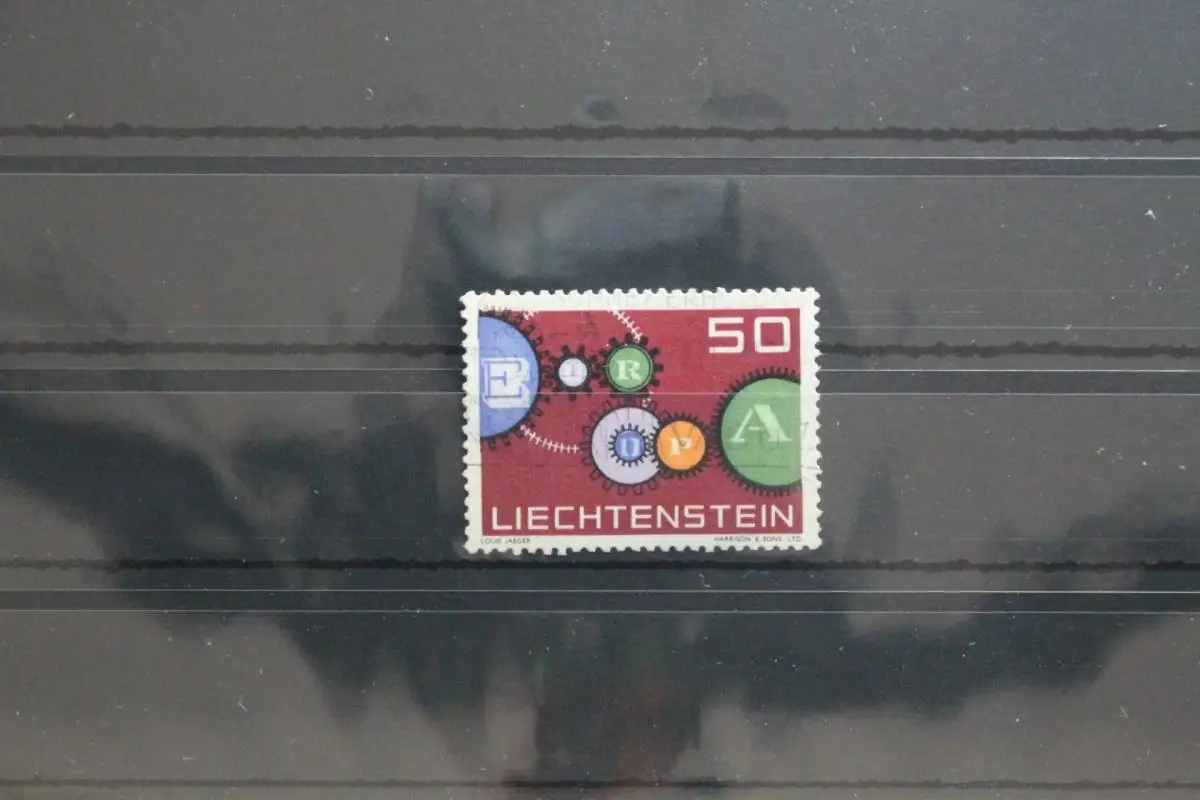 50
E U R O P A
LIECHTENSTEIN
LOUIS JAEGER HARRISON & SONS LTD.